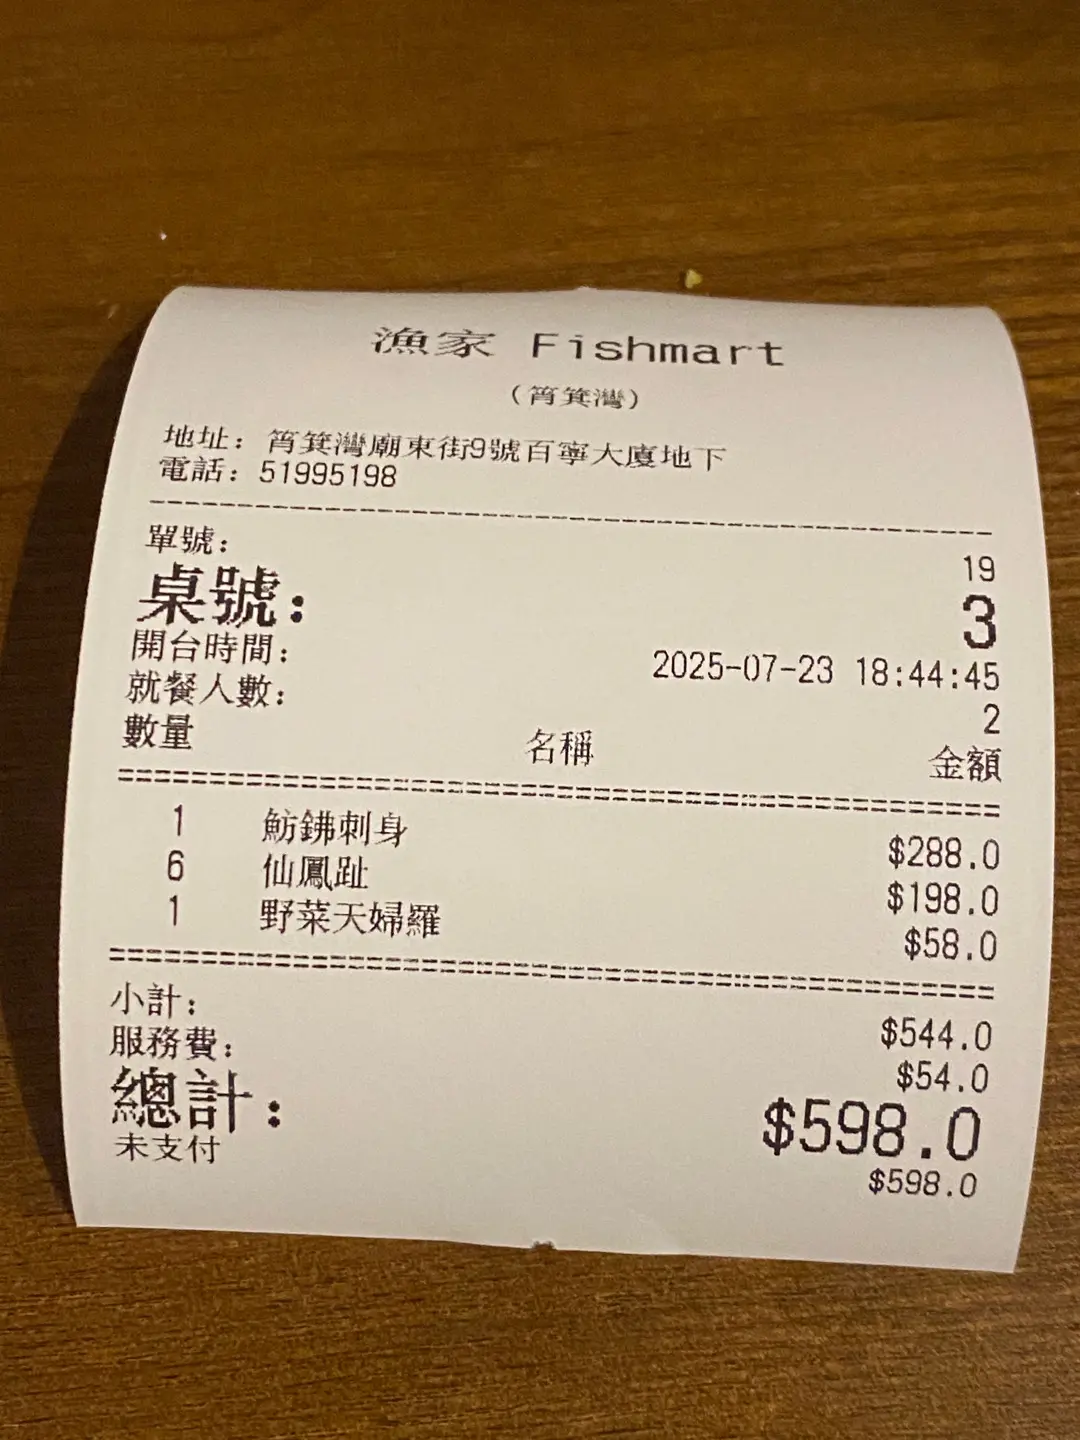 漁家 Fishmart
(筲箕灣)
地址: 筲箕灣廟東街9號百寧大廈地下
電話: 51995198
單號: 19
桌號: 3
開台時間: 2025-07-23 18:44:45
就餐人數: 2
數量 名稱 金額
1 魴鮄刺身 $288.0
6 仙鳳趾 $198.0
1 野菜天婦羅 $58.0
小計: $544.0
服務費: $54.0
總計: $598.0
未支付 $598.0